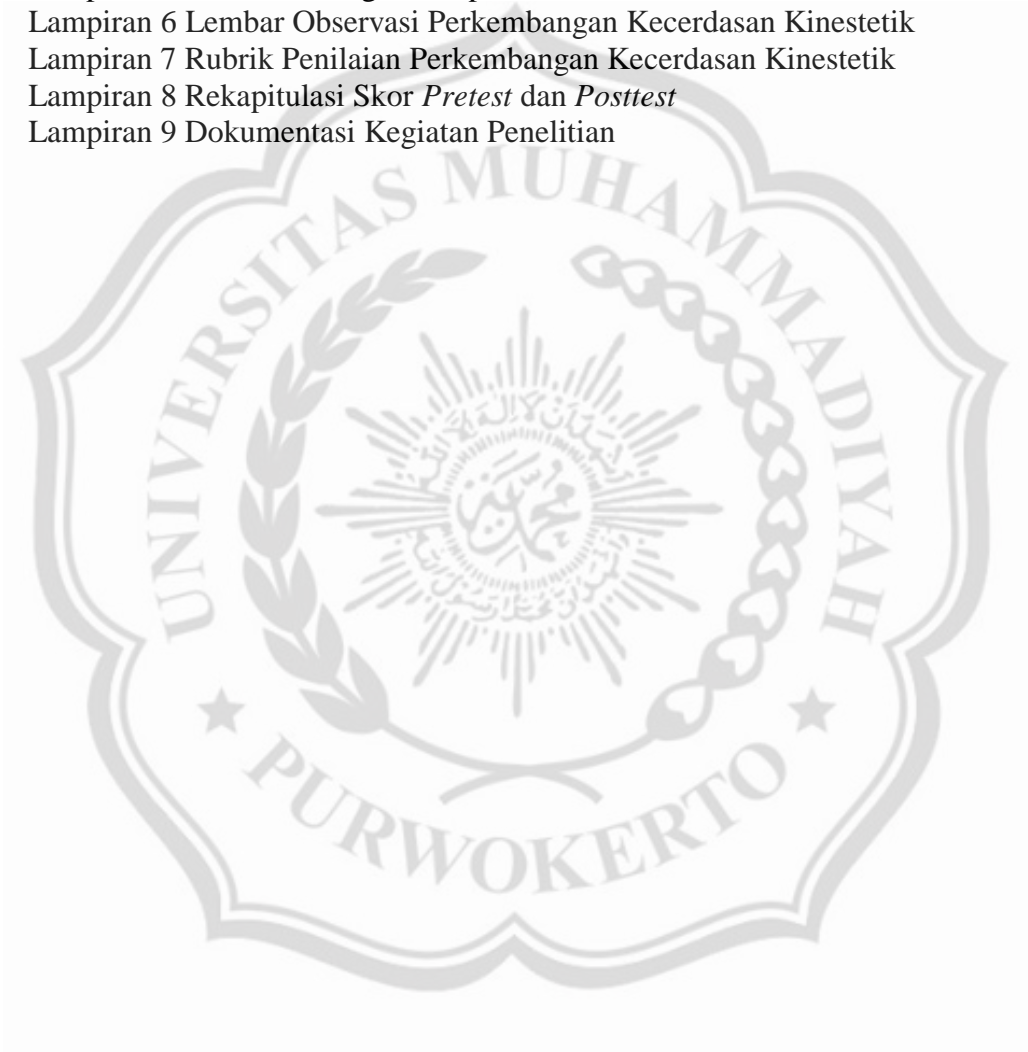 Lampiran 6 Lembar Observasi Perkembangan Kecerdasan Kinestetik
Lampiran 7 Rubrik Penilaian Perkembangan Kecerdasan Kinestetik
Lampiran 8 Rekapitulasi Skor Pretest dan Posttest
Lampiran 9 Dokumentasi Kegiatan Penelitian
UNIVERSITAS MUHAMMADIYAH
PURWOKERTO